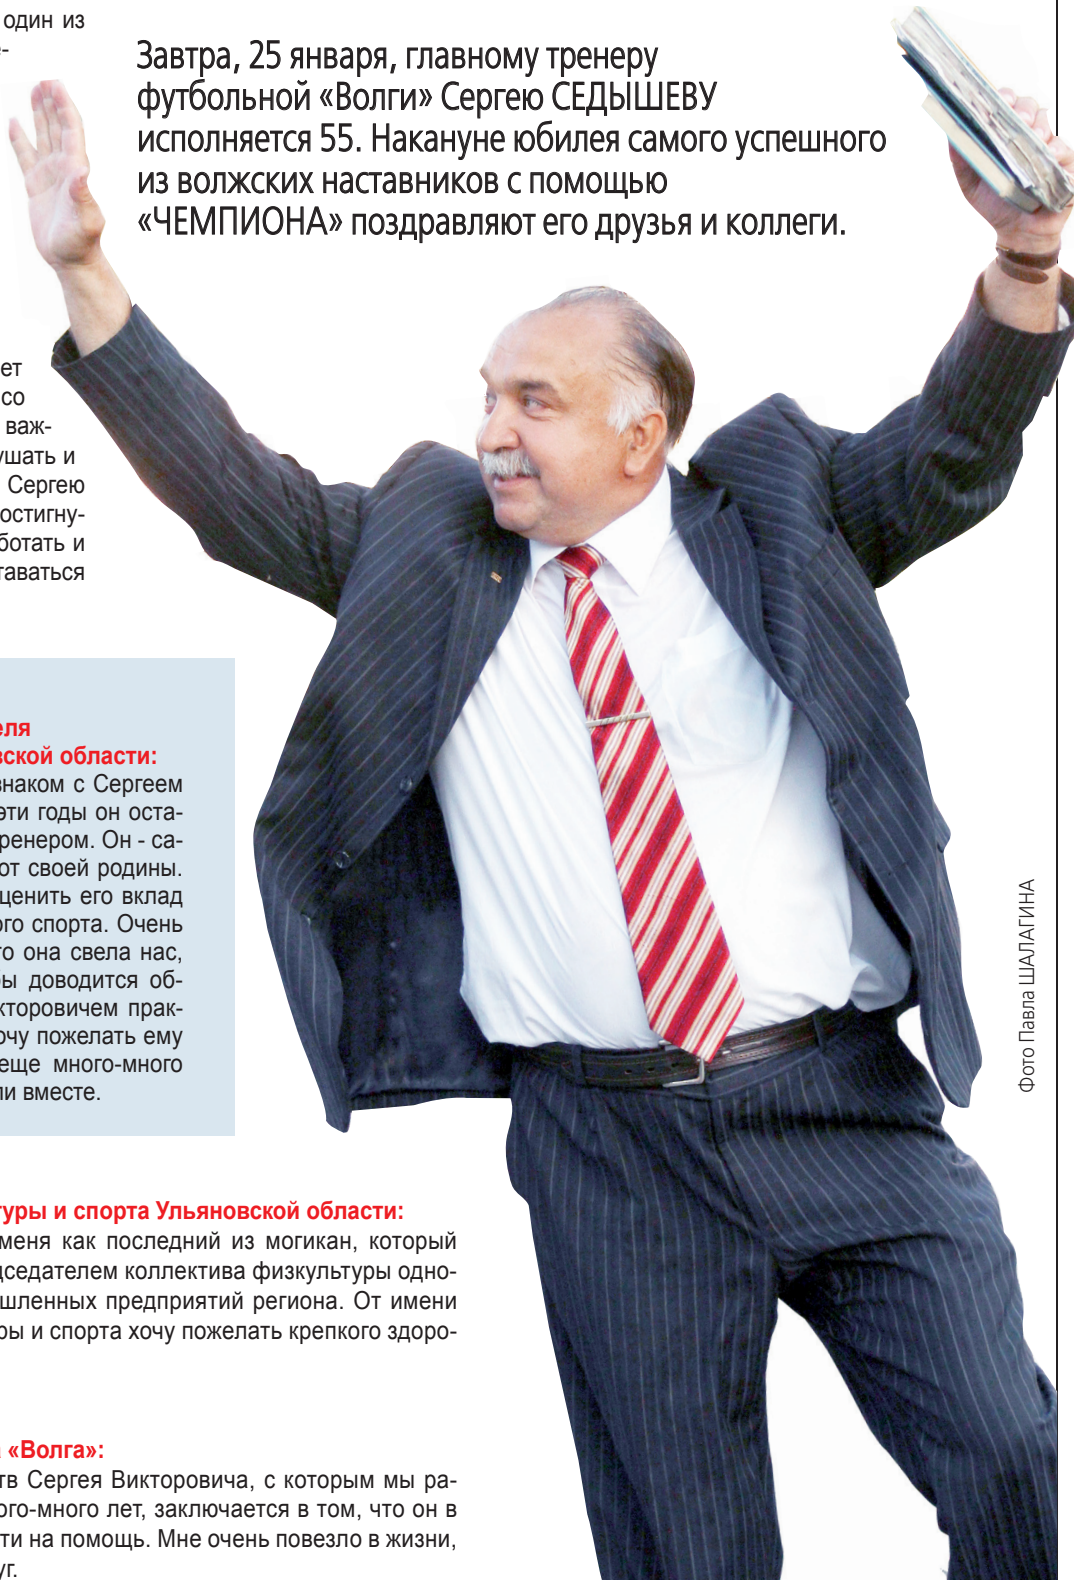 один из
е-
Завтра, 25 января, главному тренеру
футбольной «Волги» Сергею СЕДЫШЕВУ
исполняется 55. Накануне юбилея самого успешного
из волжских наставников с помощью
«ЧЕМПИОНА» поздравляют его друзья и коллеги.
ет
со
важ-
ушать и
Сергею
остигну-
ботать и
таваться
еля
вской области:
знаком с Сергеем
эти годы он оста-
ренером. Он - са-
от своей родины.
ценить его вклад
ого спорта. Очень
то она свела нас,
бы доводится об-
кторовичем прак-
очу пожелать ему
еще много-много
ли вместе.
Фото Павла ШАЛАГИНА
туры и спорта Ульяновской области:
меня как последний из могикан, который
дседателем коллектива физкультуры одно-
шленных предприятий региона. От имени
ры и спорта хочу пожелать крепкого здоро-
а «Волга»:
тв Сергея Викторовича, с которым мы ра-
ого-много лет, заключается в том, что он в
ти на помощь. Мне очень повезло в жизни,
уг.